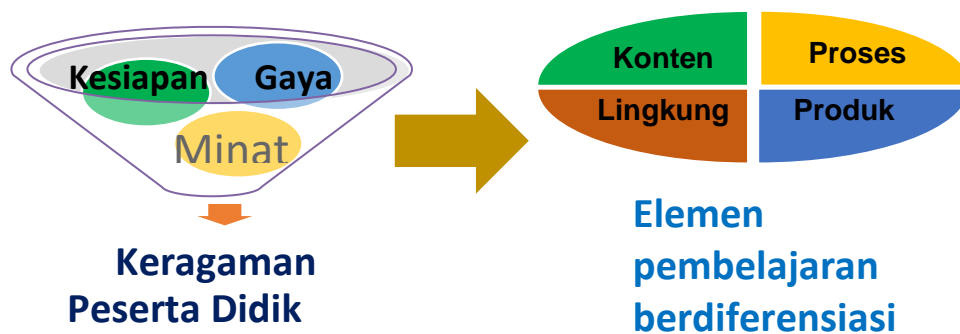 Kesiapan
Gaya
Minat
Keragaman
Peserta Didik
Konten
Proses
Lingkung
Produk
Elemen
pembelajaran
berdiferensiasi